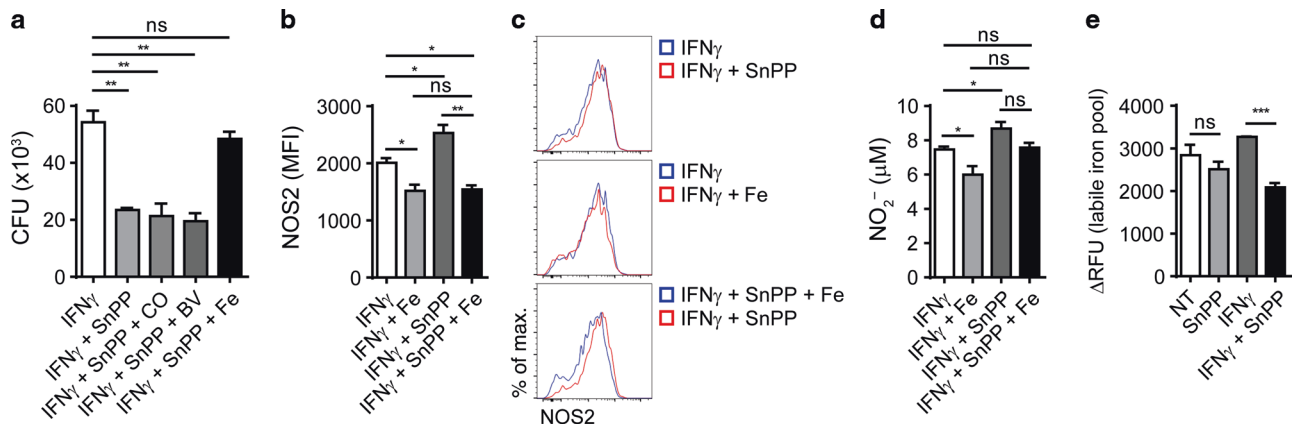 a
ns
**
**
**
**
CFU (x10³)
60
40
20
0
IFNγ
IFNγ + SnPP
IFNγ + SnPP + CO
IFNγ + SnPP + BV
IFNγ + SnPP + Fe
b
*
*
ns
*
**
NOS2 (MFI)
3000
2000
1000
0
IFNγ
IFNγ + Fe
IFNγ + SnPP
IFNγ + SnPP + Fe
c
IFNγ
IFNγ + SnPP
IFNγ
IFNγ + Fe
IFNγ + SnPP + Fe
IFNγ + SnPP
% of max.
NOS2
d
ns
ns
*
ns
*
NO₂⁻ (μM)
10
8
6
4
2
0
IFNγ
IFNγ + Fe
IFNγ + SnPP
IFNγ + SnPP + Fe
e
ns
***
ΔRFU (labile iron pool)
4000
3000
2000
1000
0
NT
SnPP
IFNγ
IFNγ + SnPP